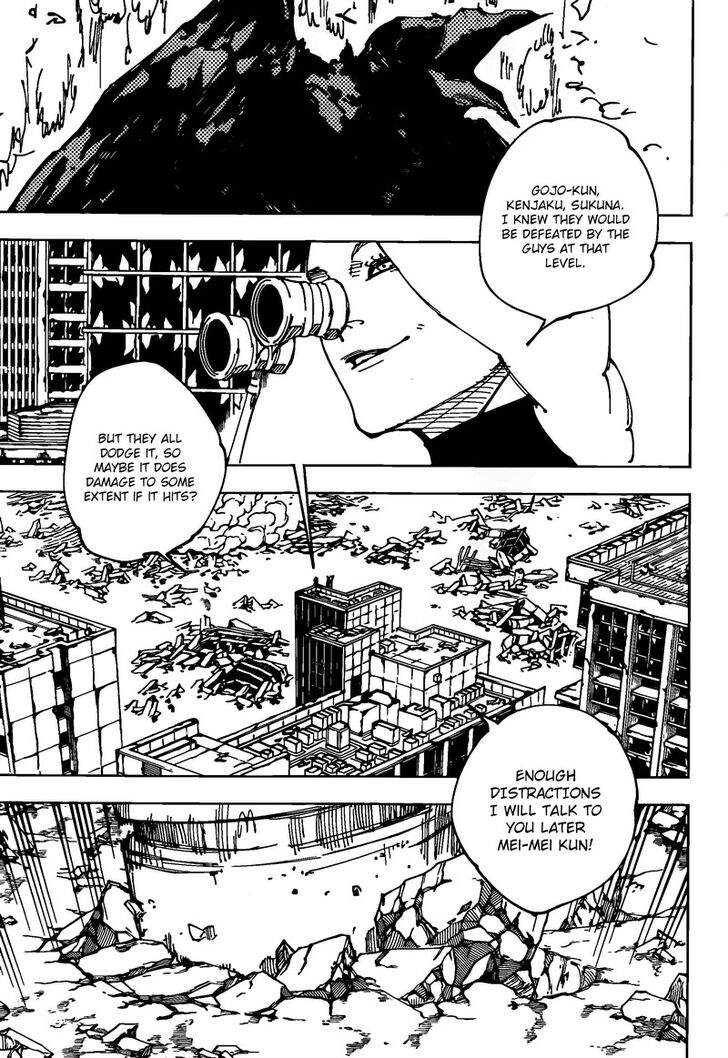 GOJO-KUN,
KENJAKU, SUKUNA.
I KNEW THEY WOULD
BE DEFEATED BY THE
GUYS AT THAT
LEVEL.
BUT THEY ALL
DODGE IT, SO
MAYBE IT DOES
DAMAGE TO SOME
EXTENT IF IT HITS?
ENOUGH
DISTRACTIONS
I WILL TALK TO
YOU LATER
MEI-MEI KUN!